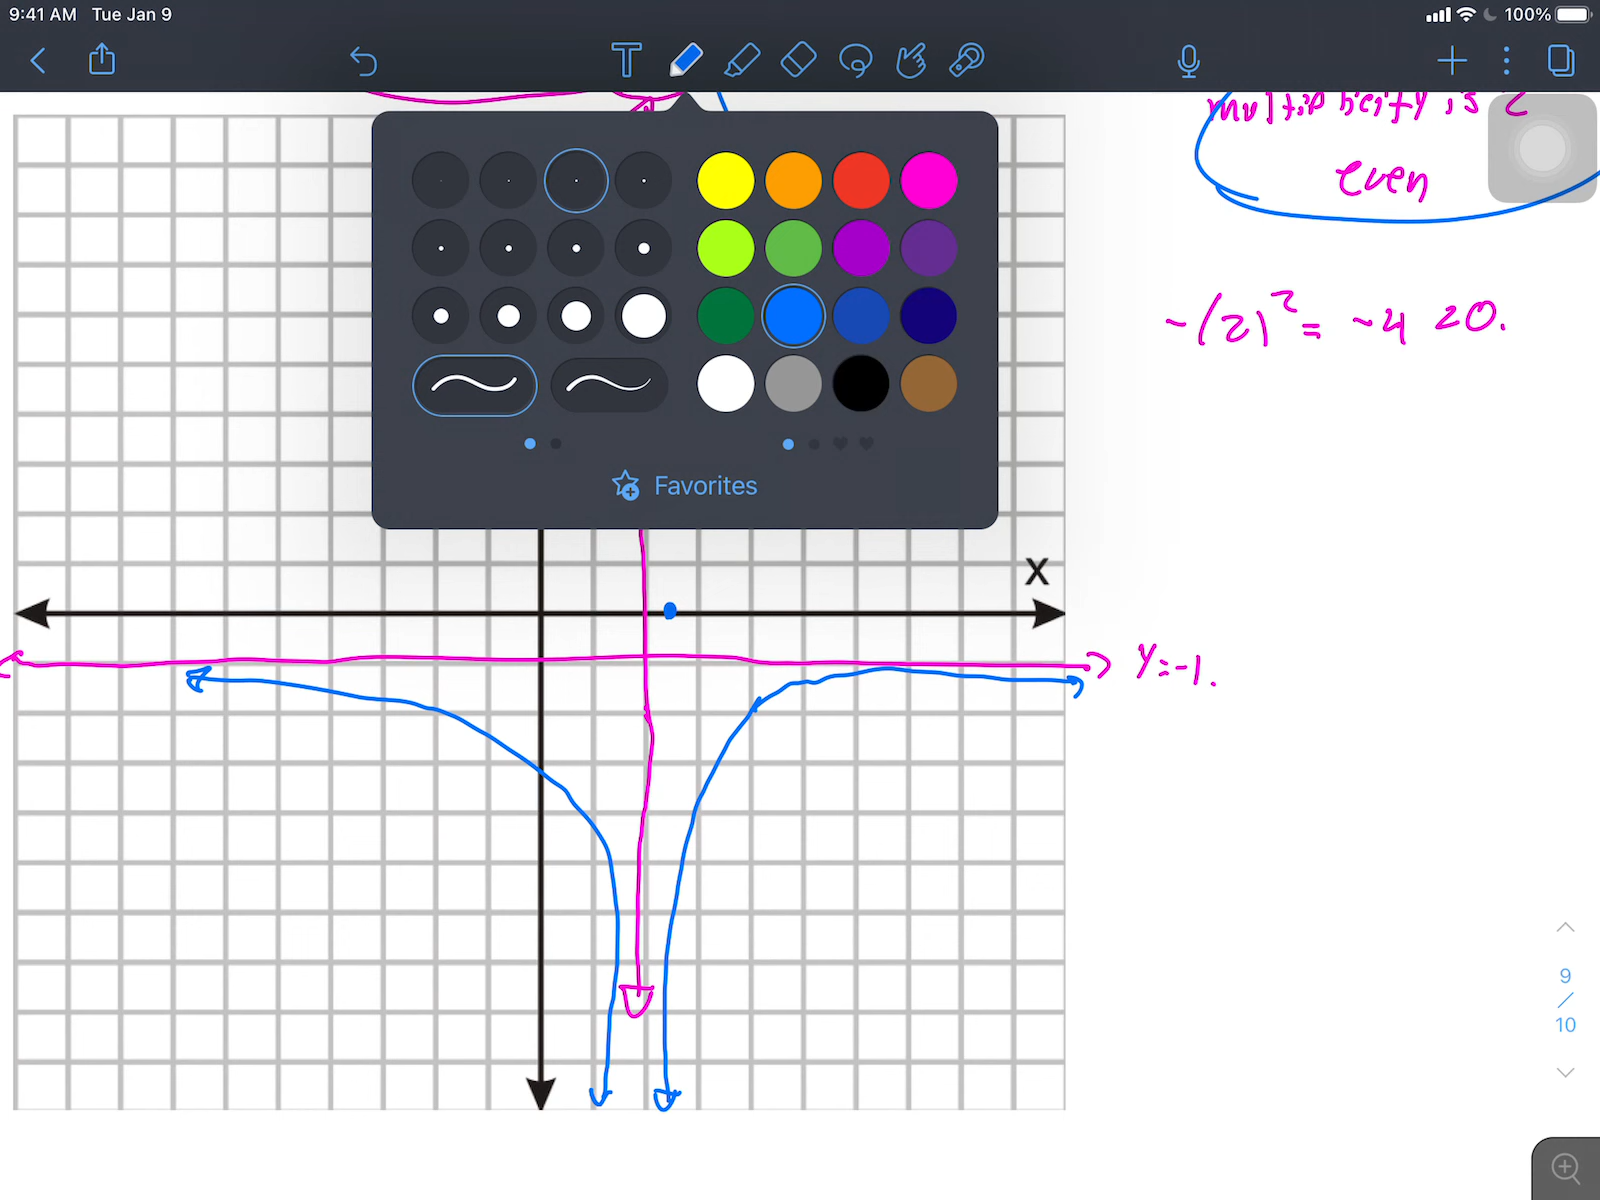 9:41 AM Tue Jan 9
100%
T
multiplicity is 2
even
-(2)² = -4 <0.
Favorites
X
y=-1.
9
/
10